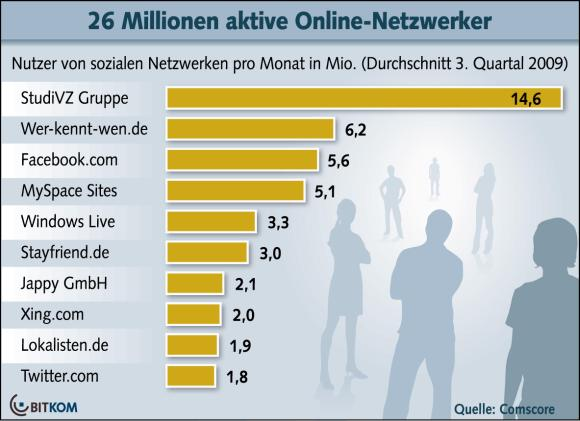 26 Millionen aktive Online-Netzwerker
Nutzer von sozialen Netzwerken pro Monat in Mio. (Durchschnitt 3. Quartal 2009)
StudiVZ Gruppe 14,6
Wer-kennt-wen.de 6,2
Facebook.com 5,6
MySpace Sites 5,1
Windows Live 3,3
Stayfriend.de 3,0
Jappy GmbH 2,1
Xing.com 2,0
Lokalisten.de 1,9
Twitter.com 1,8
BITKOM Quelle: Comscore